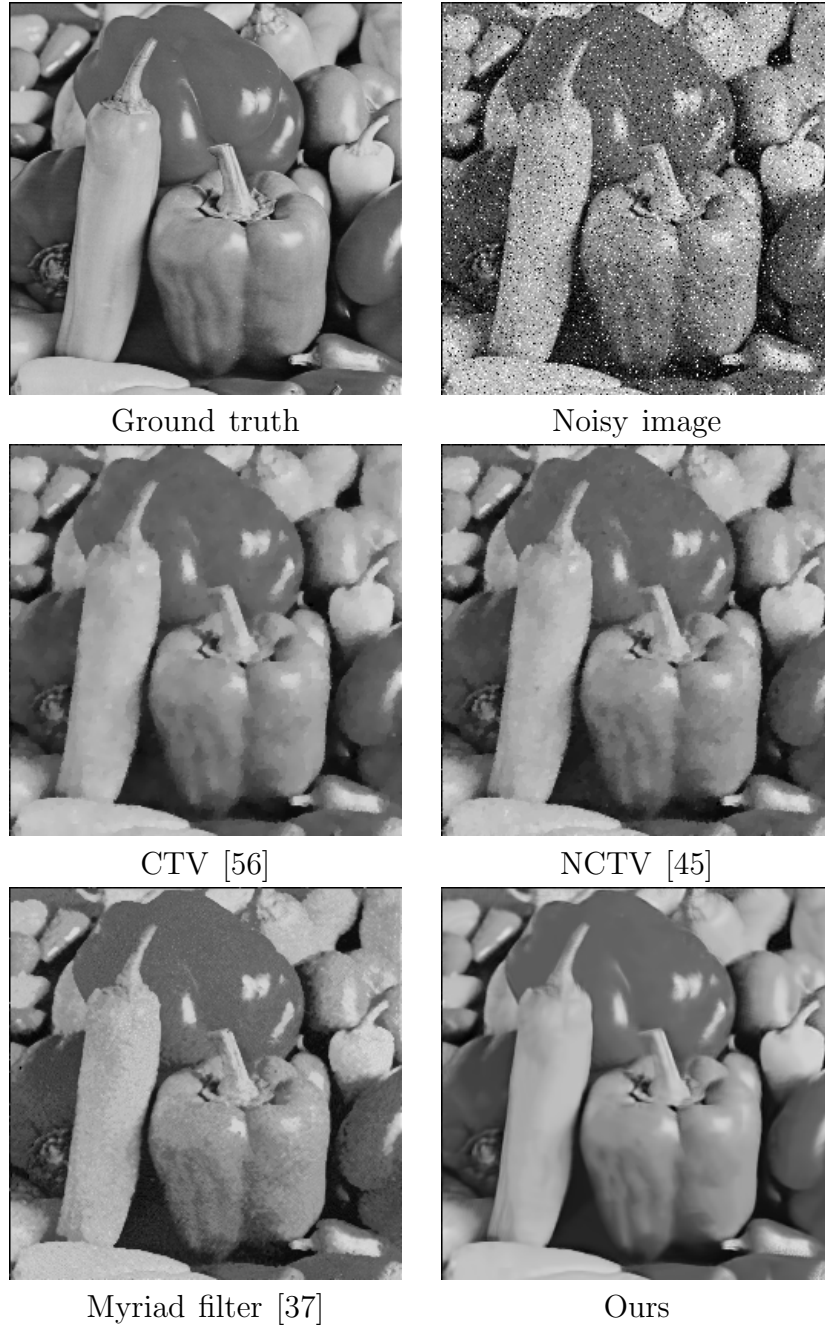 Ground truth
Noisy image
CTV [56]
NCTV [45]
Myriad filter [37]
Ours